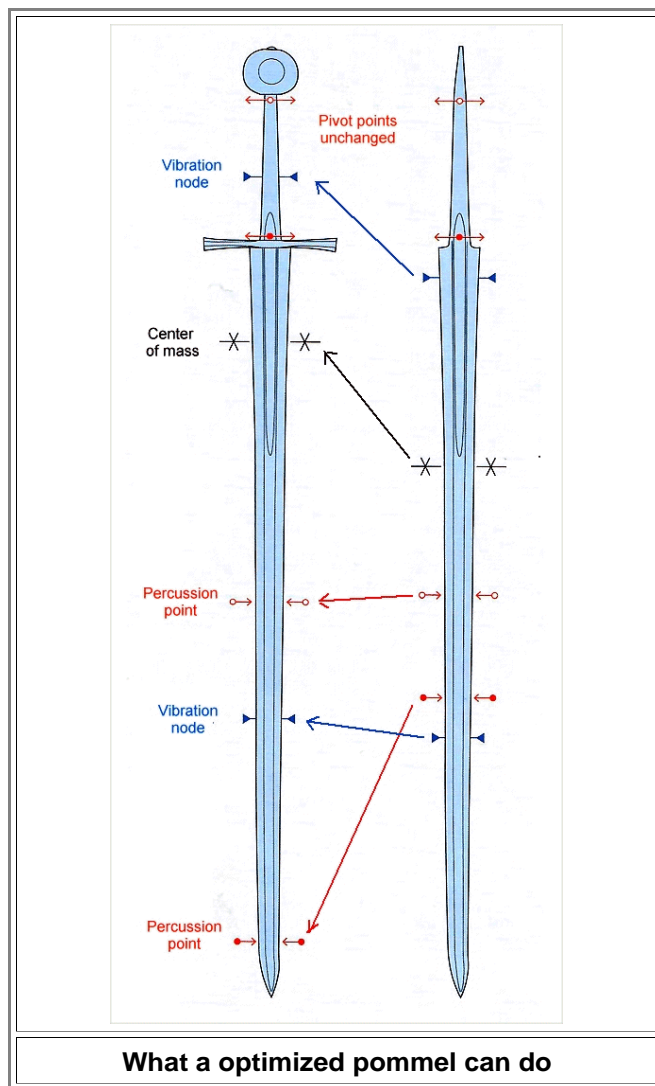 Pivot points
unchanged
Vibration
node
Center
of mass
Percussion
point
Vibration
node
Percussion
point
What a optimized pommel can do